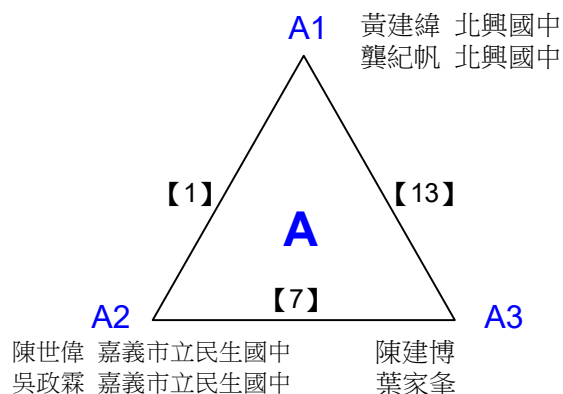 A1
黃建緯 北興國中
龔紀帆 北興國中
【1】
【13】
A
【7】
A2
A3
陳世偉 嘉義市立民生國中
吳政霖 嘉義市立民生國中
陳建博
葉家夆